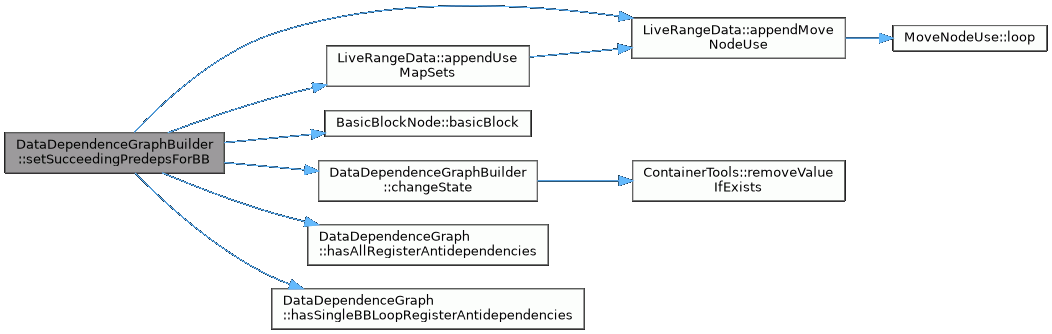 DataDependenceGraphBuilder
::setSucceedingPredepsForBB
LiveRangeData::appendUse
MapSets
LiveRangeData::appendMove
NodeUse
MoveNodeUse::loop
BasicBlockNode::basicBlock
DataDependenceGraphBuilder
::changeState
ContainerTools::removeValue
IfExists
DataDependenceGraph
::hasAllRegisterAntidependencies
DataDependenceGraph
::hasSingleBBLoopRegisterAntidependencies